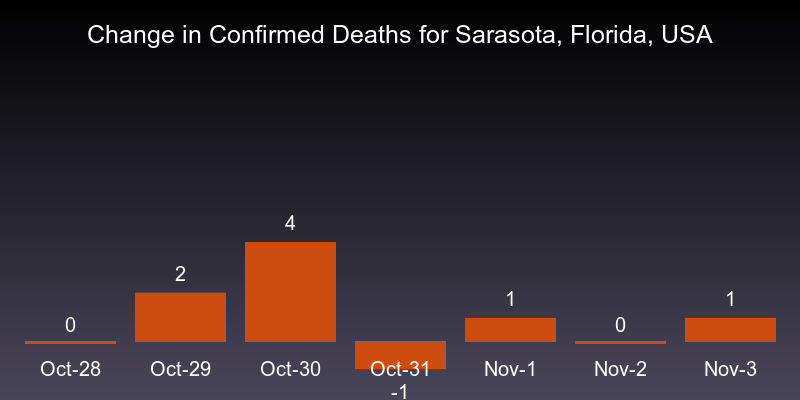 Change in Confirmed Deaths for Sarasota, Florida, USA
0
2
4
1
0
1
Oct-28
Oct-29
Oct-30
Oct-31
Nov-1
Nov-2
Nov-3
-1